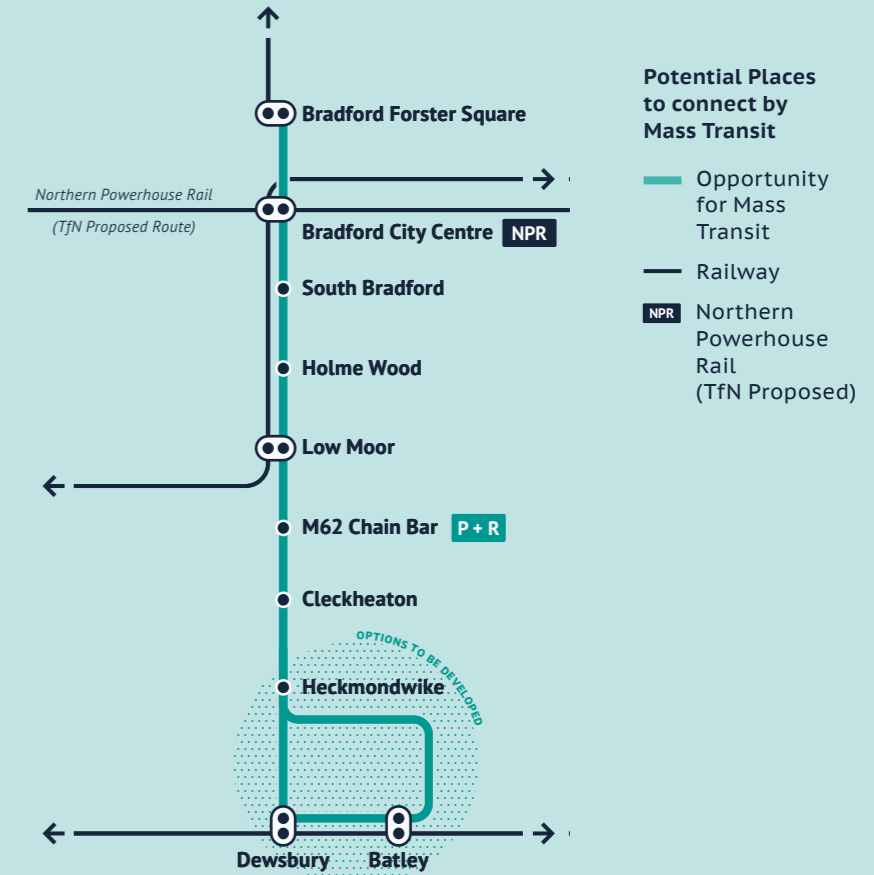 Bradford Forster Square
Northern Powerhouse Rail
(TfN Proposed Route)
Bradford City Centre NPR
South Bradford
Holme Wood
Low Moor
M62 Chain Bar P + R
Cleckheaton
OPTIONS TO BE DEVELOPED
Heckmondwike
Dewsbury Batley
Potential Places
to connect by
Mass Transit
Opportunity
for Mass
Transit
Railway
NPR Northern
Powerhouse
Rail
(TfN Proposed)